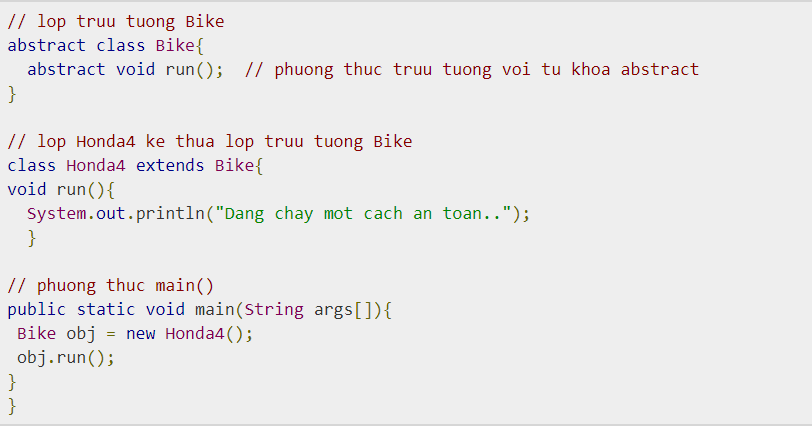 // lop truu tuong Bike
abstract class Bike{
  abstract void run();  // phuong thuc truu tuong voi tu khoa abstract
}

// lop Honda4 ke thua lop truu tuong Bike
class Honda4 extends Bike{
void run(){
  System.out.println("Dang chay mot cach an toan..");
  }

// phuong thuc main()
public static void main(String args[]){
 Bike obj = new Honda4();
 obj.run();
}
}